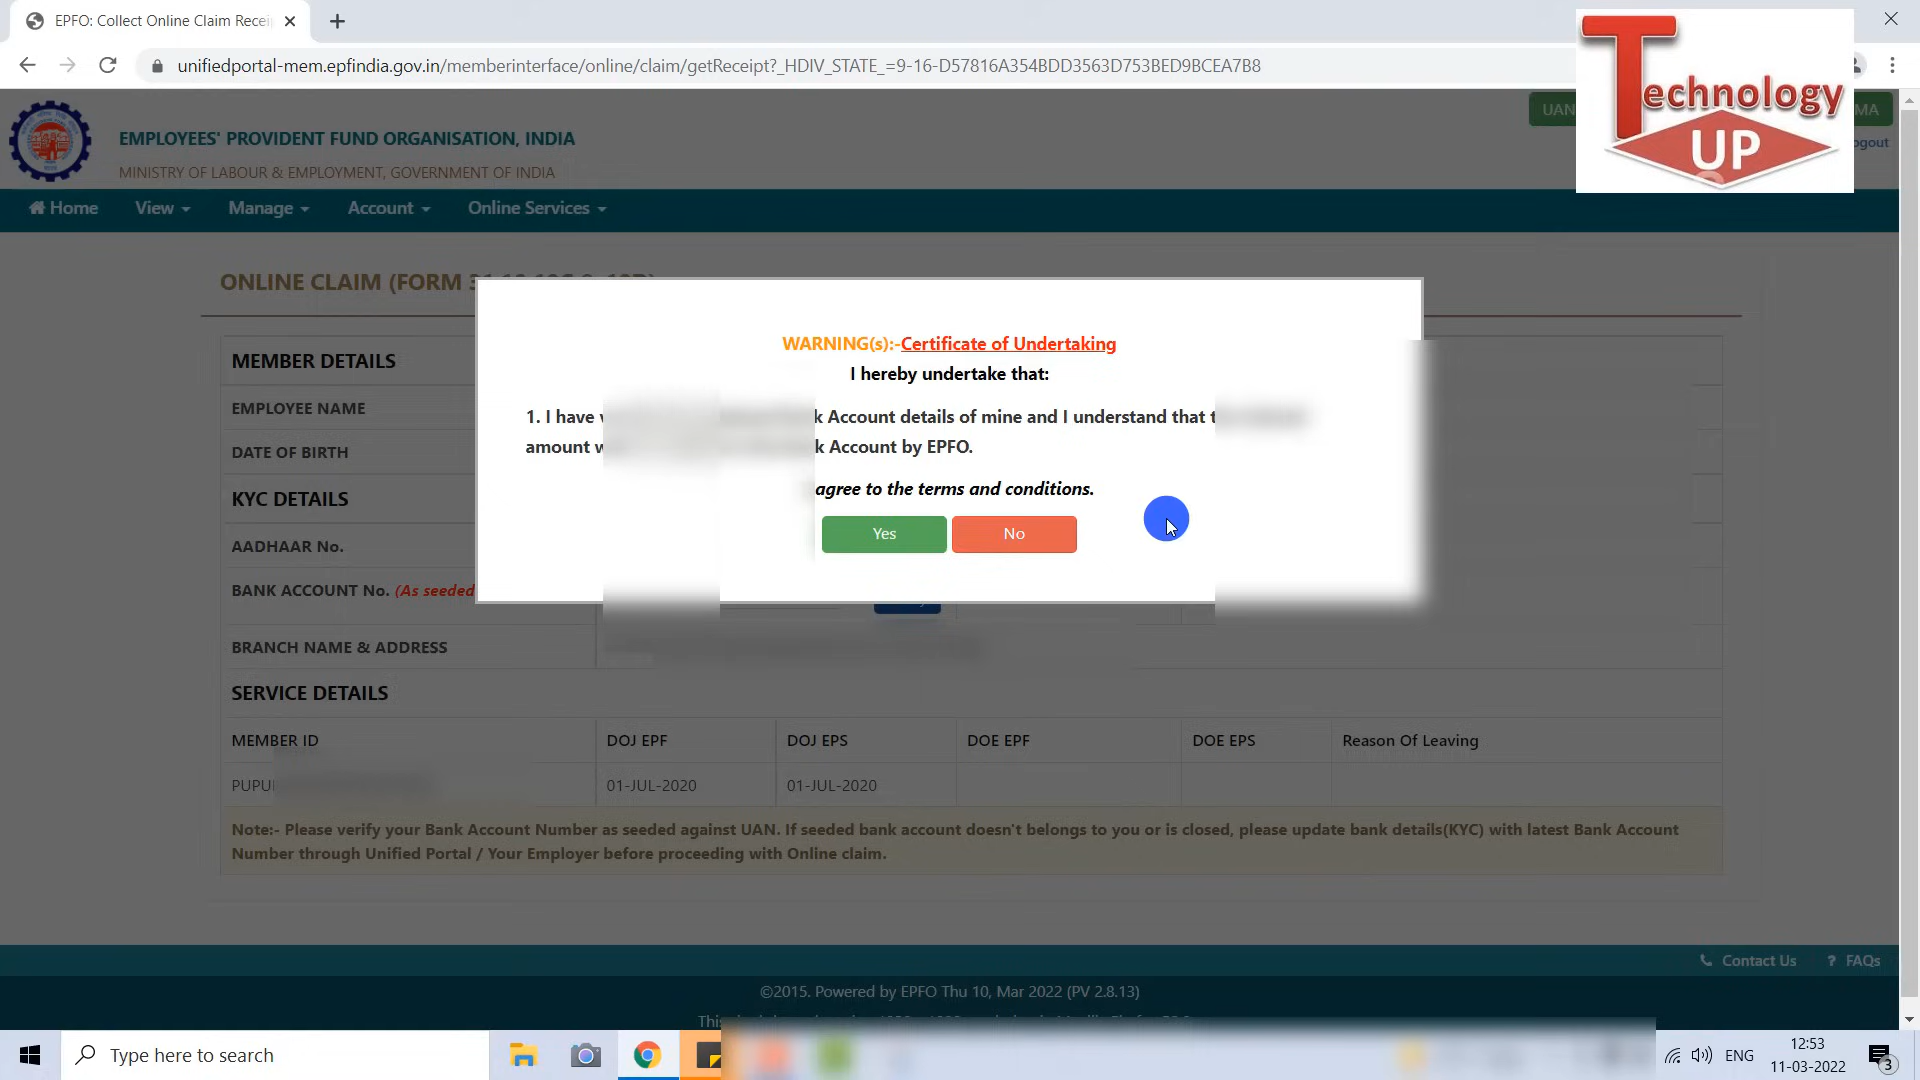 EPFO: Collect Online Claim Recei
unifiedportal-mem.epfindia.gov.in/memberinterface/online/claim/getReceipt?_HDIV_STATE_=9-16-D57816A354BDD3563D753BED9BCEA7B8
Technology
UP
UAN
MA
ogout
EMPLOYEES' PROVIDENT FUND ORGANISATION, INDIA
MINISTRY OF LABOUR & EMPLOYMENT, GOVERNMENT OF INDIA
Home View Manage Account Online Services
ONLINE CLAIM (FORM
WARNING(s):-Certificate of Undertaking
I hereby undertake that:
1. I have Account details of mine and I understand that
amount Account by EPFO.
agree to the terms and conditions.
Yes No
MEMBER DETAILS
EMPLOYEE NAME
DATE OF BIRTH
KYC DETAILS
AADHAAR No.
BANK ACCOUNT No. (As seeded
BRANCH NAME & ADDRESS
SERVICE DETAILS
MEMBER ID DOJ EPF DOJ EPS DOE EPF DOE EPS Reason Of Leaving
PUPU 01-JUL-2020 01-JUL-2020
Note:- Please verify your Bank Account Number as seeded against UAN. If seeded bank account doesn't belongs to you or is closed, please update bank details(KYC) with latest Bank Account
Number through Unified Portal / Your Employer before proceeding with Online claim.
Contact Us ? FAQs
©2015. Powered by EPFO Thu 10, Mar 2022 (PV 2.8.13)
Type here to search
ENG
12:53
11-03-2022
3